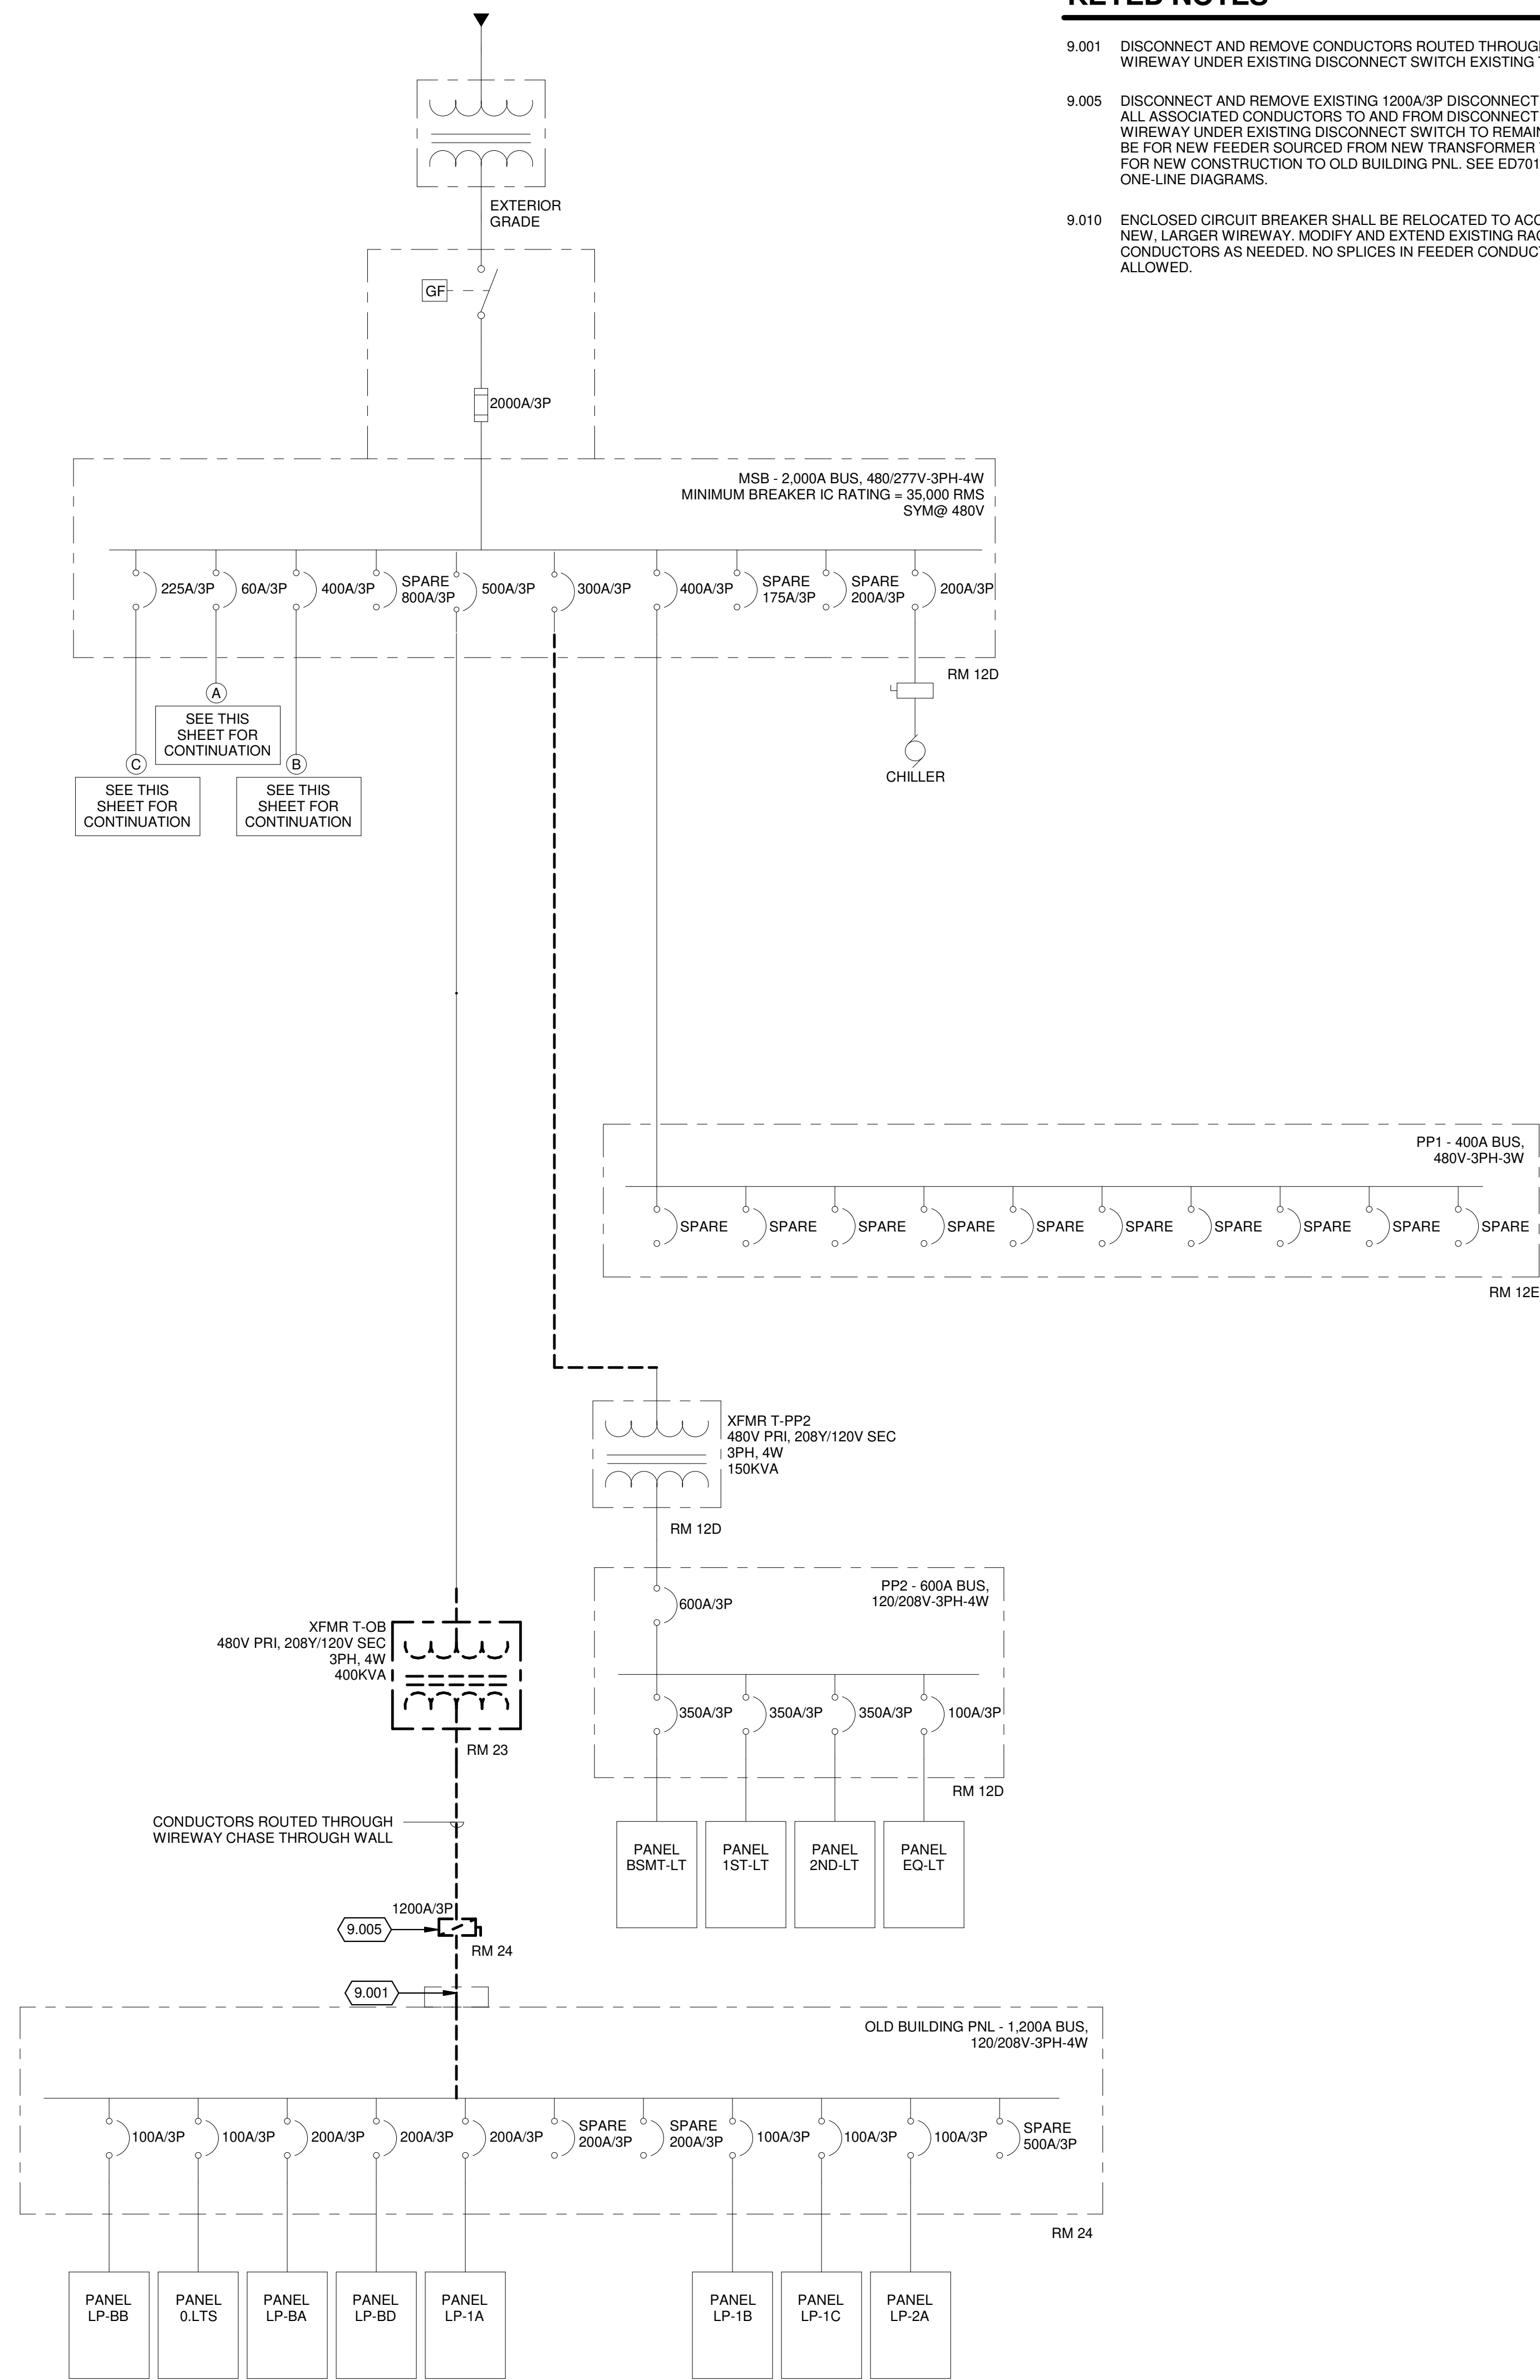 KEYED NOTES
9.001 DISCONNECT AND REMOVE CONDUCTORS ROUTED
WIREWAY UNDER EXISTING DISCONNECT SWITCH EXISTING
9.005 DISCONNECT AND REMOVE EXISTING 1200A/3P DISCONNECT
ALL ASSOCIATED CONDUCTORS TO AND FROM DISCONNECT
WIREWAY UNDER EXISTING DISCONNECT SWITCH TO
BE FOR NEW FEEDER SOURCED FROM NEW TRANSFORMER
FOR NEW CONSTRUCTION TO OLD BUILDING PNL. SEE ED701
ONE-LINE DIAGRAMS.
9.010 ENCLOSED CIRCUIT BREAKER SHALL BE RELOCATED TO
NEW, LARGER WIREWAY. MODIFY AND EXTEND EXISTING
CONDUCTORS AS NEEDED. NO SPLICES IN FEEDER
ALLOWED.
EXTERIOR
GRADE
GF
2000A/3P
MSB - 2,000A BUS, 480/277V-3PH-4W
MINIMUM BREAKER IC RATING = 35,000 RMS
SYM@ 480V
225A/3P
60A/3P
400A/3P
SPARE
800A/3P
500A/3P
300A/3P
400A/3P
SPARE
175A/3P
SPARE
200A/3P
200A/3P
RM 12D
A
SEE THIS
SHEET FOR
CONTINUATION
C
SEE THIS
SHEET FOR
CONTINUATION
B
SEE THIS
SHEET FOR
CONTINUATION
CHILLER
PP1 - 400A BUS,
480V-3PH-3W
SPARE
SPARE
SPARE
SPARE
SPARE
SPARE
SPARE
SPARE
SPARE
SPARE
RM 12E
XFMR T-PP2
480V PRI, 208Y/120V SEC
3PH, 4W
150KVA
RM 12D
PP2 - 600A BUS,
120/208V-3PH-4W
600A/3P
350A/3P
350A/3P
350A/3P
100A/3P
RM 12D
PANEL
BSMT-LT
PANEL
1ST-LT
PANEL
2ND-LT
PANEL
EQ-LT
XFMR T-OB
480V PRI, 208Y/120V SEC
3PH, 4W
400KVA
RM 23
CONDUCTORS ROUTED THROUGH
WIREWAY CHASE THROUGH WALL
1200A/3P
9.005
RM 24
9.001
OLD BUILDING PNL - 1,200A BUS,
120/208V-3PH-4W
100A/3P
100A/3P
200A/3P
200A/3P
200A/3P
SPARE
200A/3P
SPARE
200A/3P
100A/3P
100A/3P
100A/3P
SPARE
500A/3P
RM 24
PANEL
LP-BB
PANEL
0.LTS
PANEL
LP-BA
PANEL
LP-BD
PANEL
LP-1A
PANEL
LP-1B
PANEL
LP-1C
PANEL
LP-2A